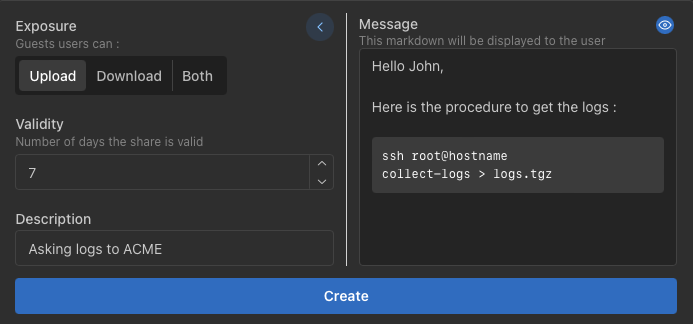 Exposure
Guests users can :
Upload Download Both
Validity
Number of days the share is valid
7
Description
Asking logs to ACME
Message
This markdown will be displayed to the user
Hello John,
Here is the procedure to get the logs :
ssh root@hostname
collect-logs > logs.tgz
Create